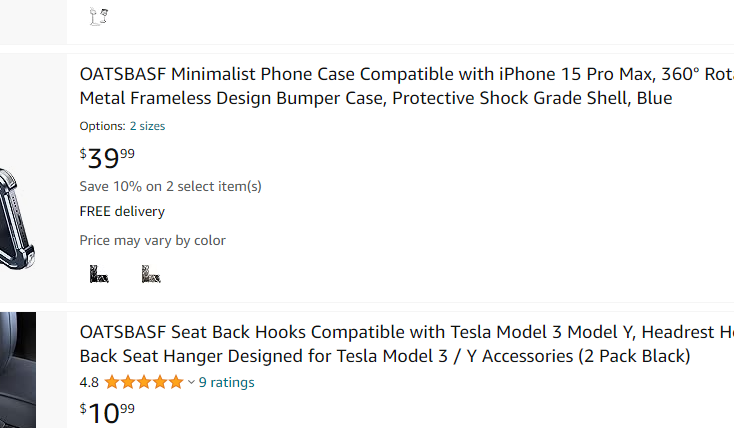 OATSBASF Minimalist Phone Case Compatible with iPhone 15 Pro Max, 360°
Metal Frameless Design Bumper Case, Protective Shock Grade Shell, Blue
Options: 2 sizes
$39.99
Save 10% on 2 select item(s)
FREE delivery
Price may vary by color
OATSBASF Seat Back Hooks Compatible with Tesla Model 3 Model Y, Headrest
Back Seat Hanger Designed for Tesla Model 3 / Y Accessories (2 Pack Black)
4.8 9 ratings
$10.99